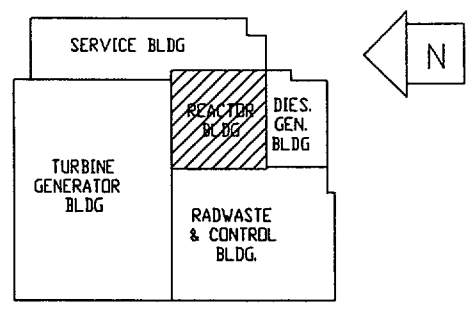 SERVICE BLDG
N
REACTOR
BLDG
DIES.
GEN.
BLDG
TURBINE
GENERATOR
BLDG
RADWASTE
& CONTROL
BLDG.